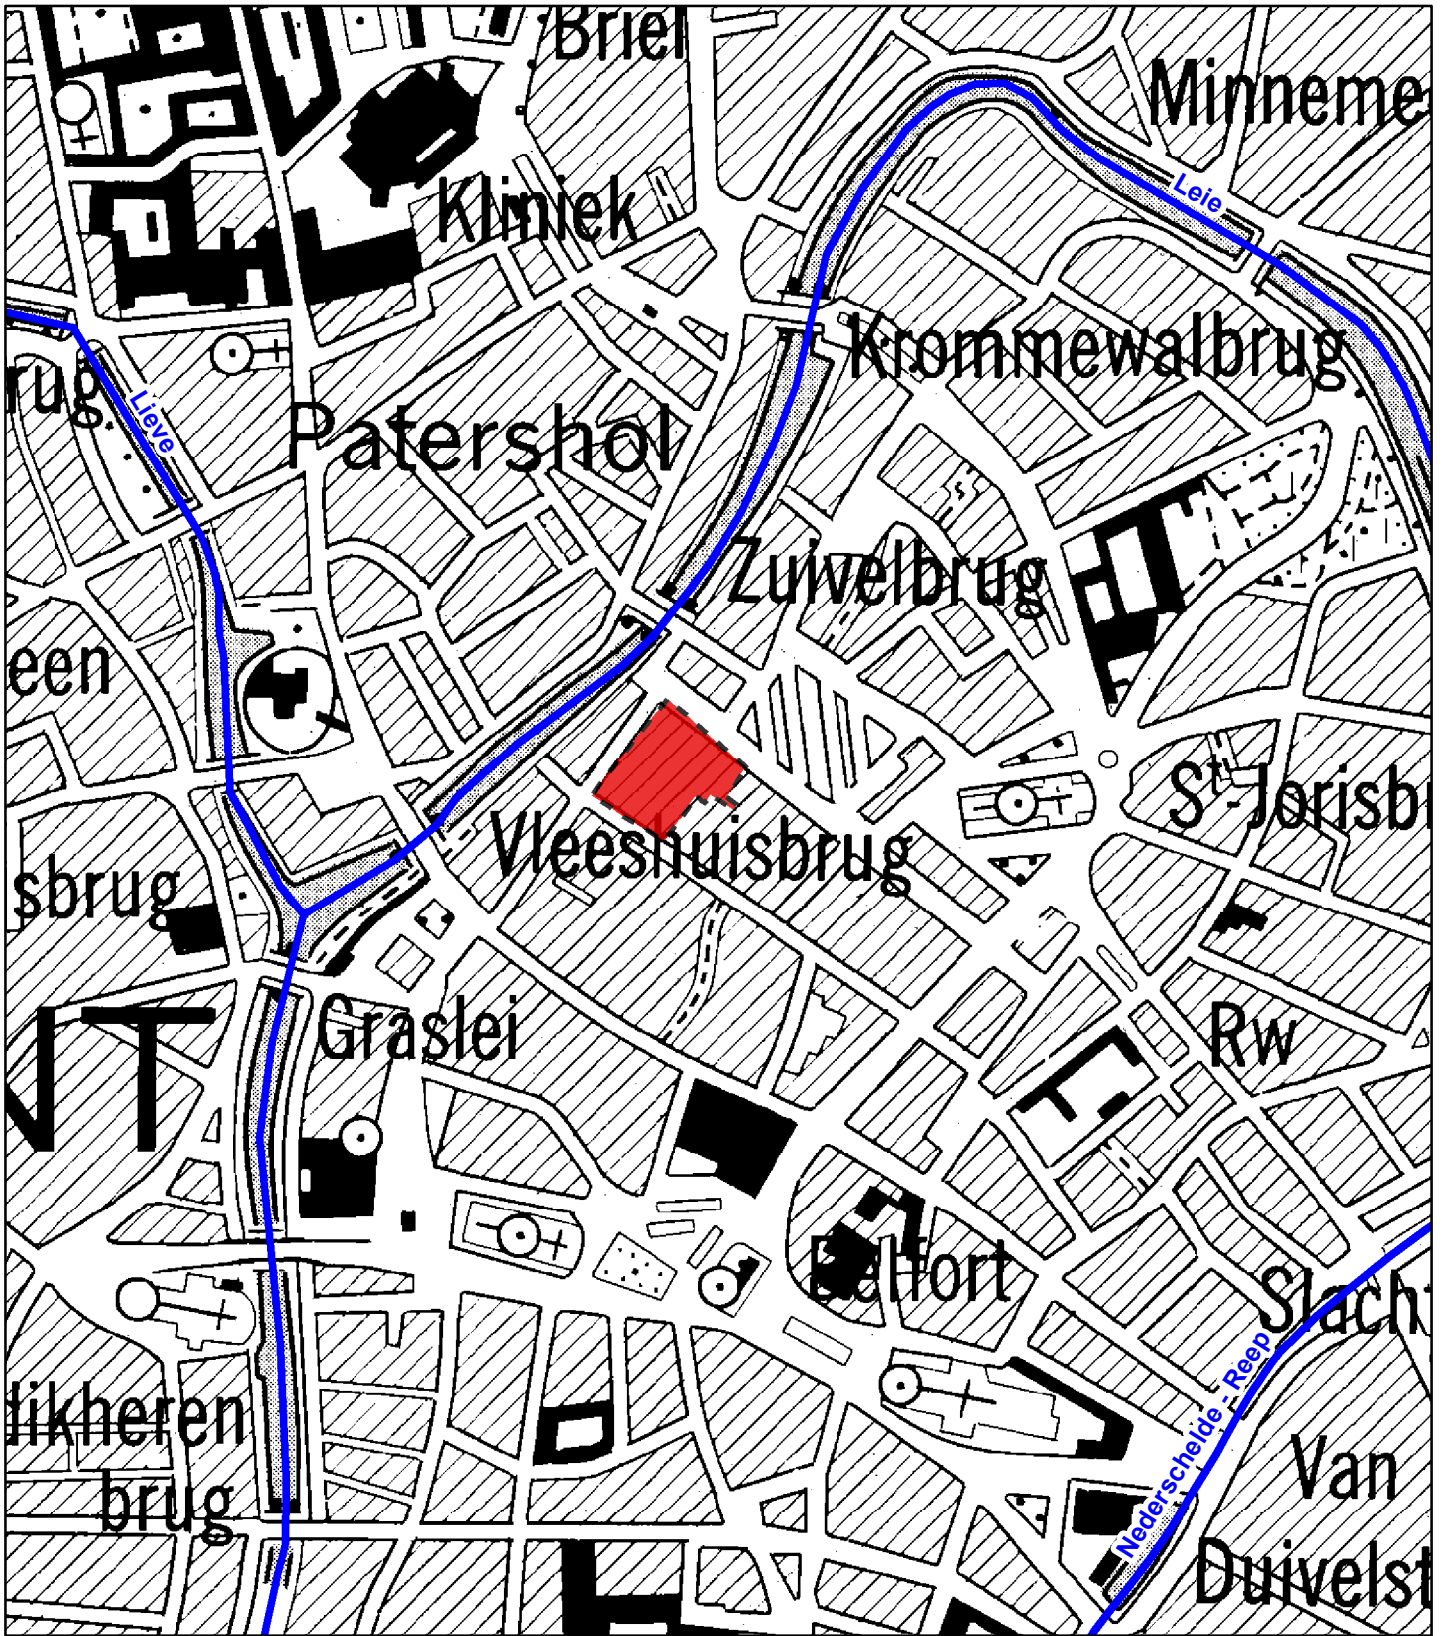 Briel
Minneme
Leie
Kliniek
Krommewalbrug
rug
Lieve
Patershol
Zuivelbrug
een
St-Jorisb
Vleeshuisbrug
sbrug
Graslei
Rw
NT
Belfort
Slach
Nederschelde - Reep
dikheren
brug
Van
Duivelst